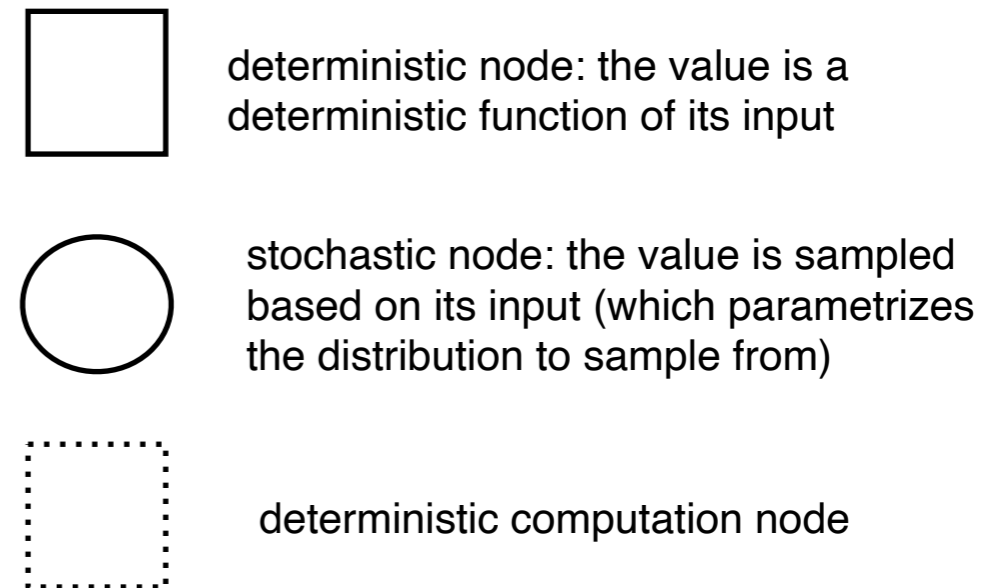 deterministic node: the value is a
deterministic function of its input
stochastic node: the value is sampled
based on its input (which parametrizes
the distribution to sample from)
deterministic computation node